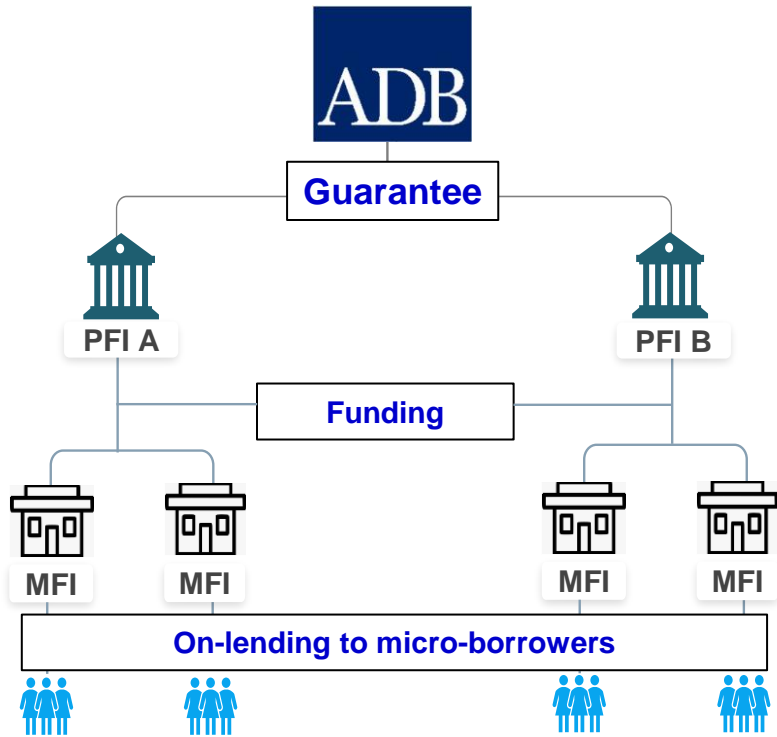 ADB
Guarantee
PFI A
PFI B
Funding
MFI
MFI
MFI
MFI
On-lending to micro-borrowers